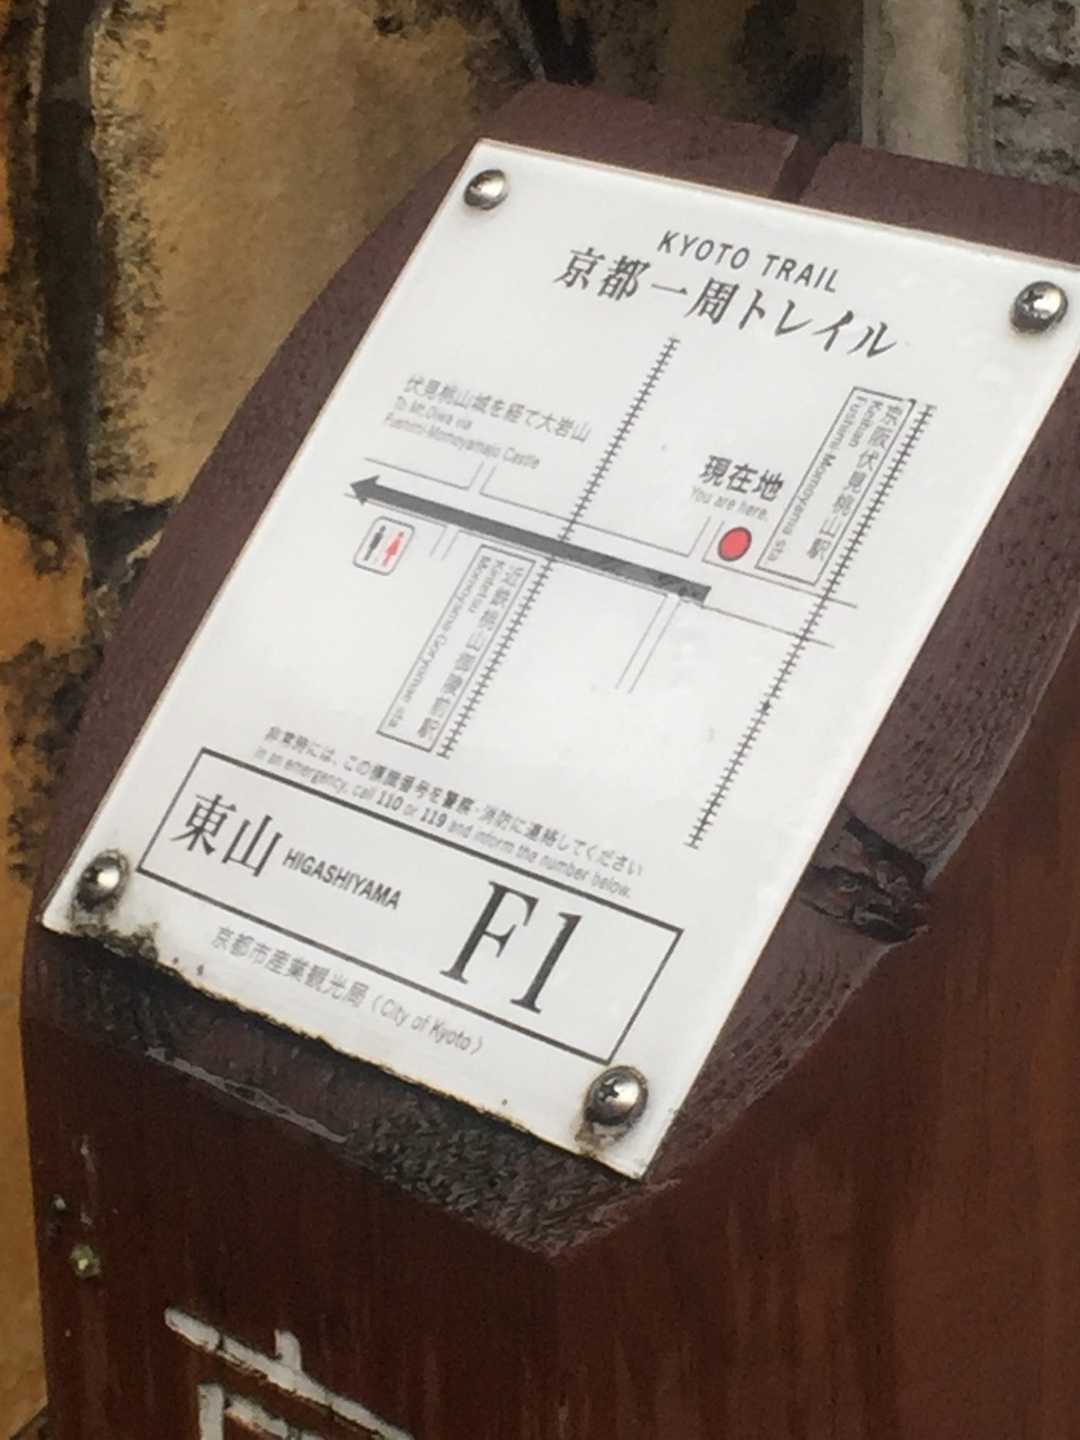 KYOTO TRAIL
京都一周トレイル
伏見桃山城を経て大岩山
To Mt.Oiwa via
Fushimi-Momoyamajo Castle
現在地
You are here.
京阪伏見桃山駅
Keihan
Fushimi Momoyama sta
近鉄桃山御陵前駅
Kintetsu
Momoyama-Goryomae sta
非常時には、この標識番号を警察・消防に連絡してください
in an emergency, call 110 or 119 and inform the number below.
東山 HIGASHIYAMA F1
京都市産業観光局（City of Kyoto）
京